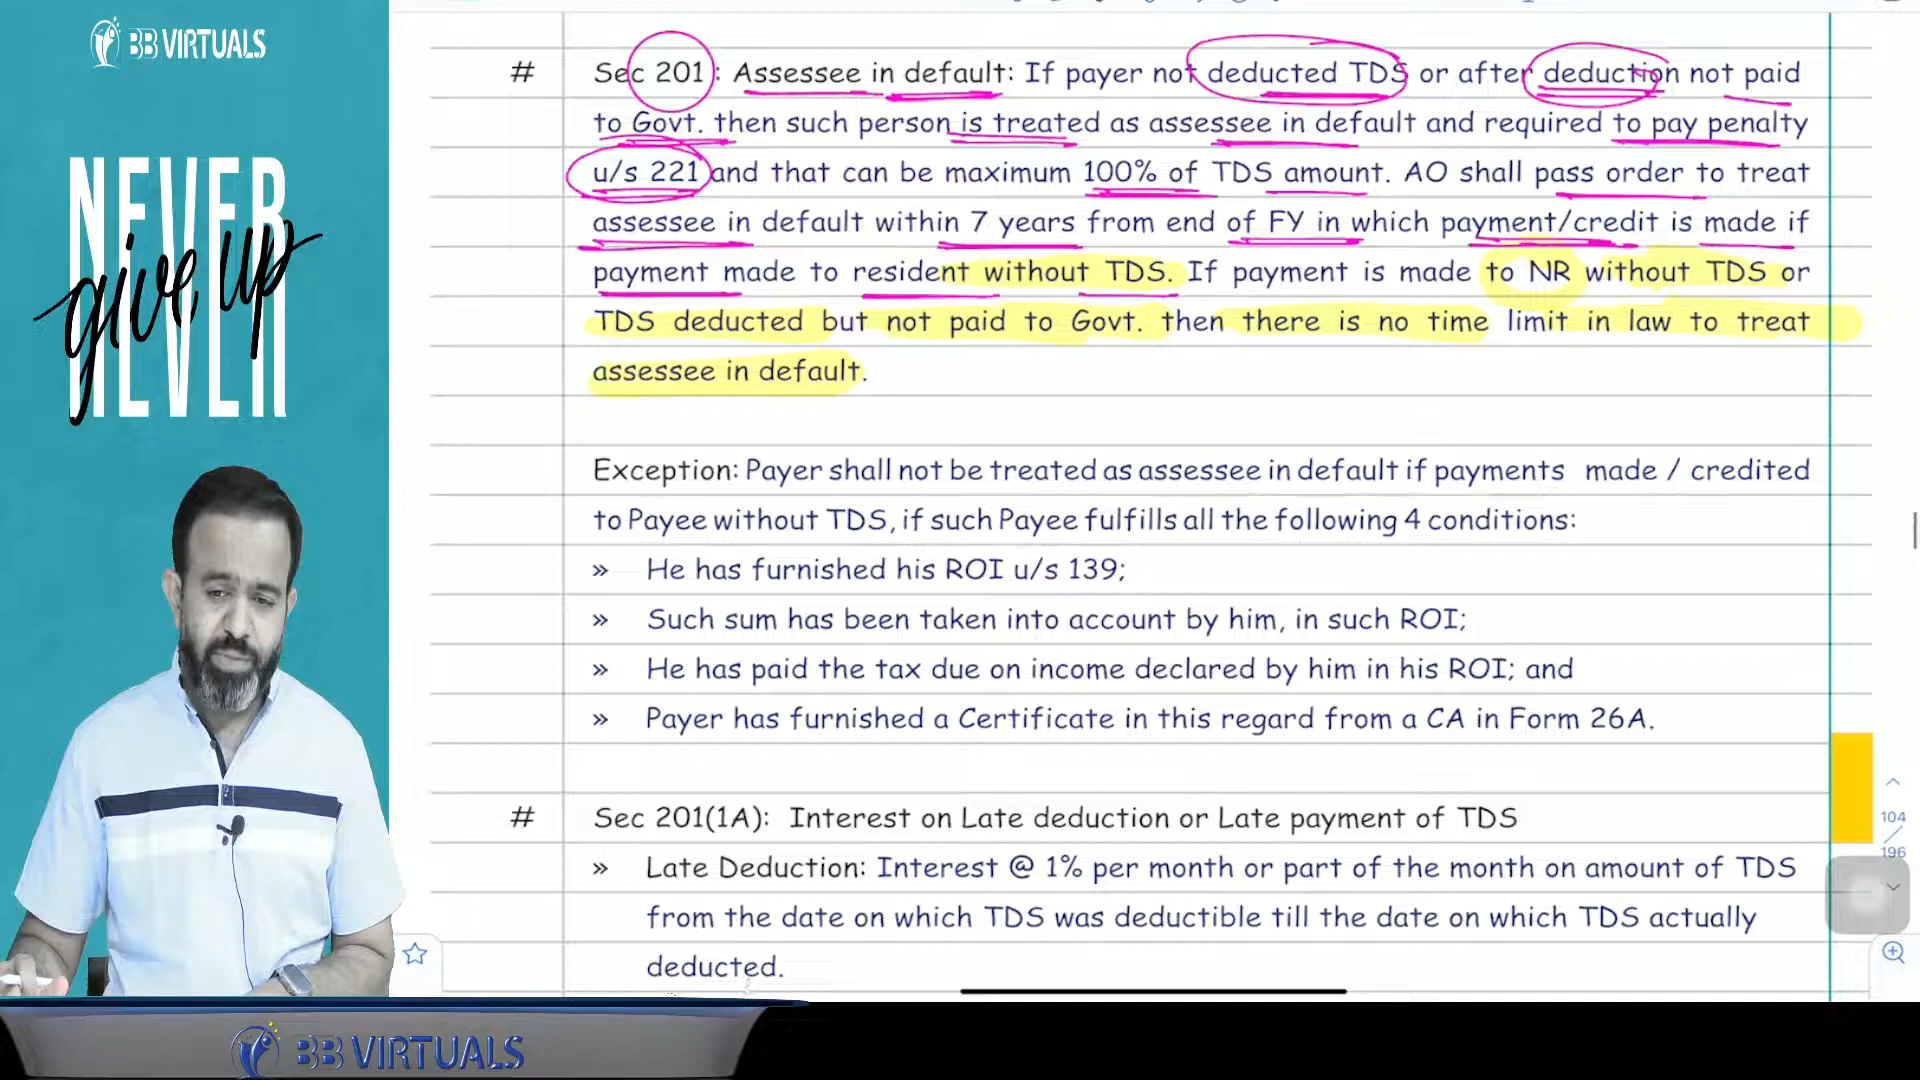 BB VIRTUALS
NEVER
give up
NEVER
# Sec 201 : Assessee in default: If payer not deducted TDS or after deduction not paid
to Govt. then such person is treated as assessee in default and required to pay penalty
u/s 221 and that can be maximum 100% of TDS amount. AO shall pass order to treat
assessee in default within 7 years from end of FY in which payment/credit is made if
payment made to resident without TDS. If payment is made to NR without TDS or
TDS deducted but not paid to Govt. then there is no time limit in law to treat
assessee in default.
Exception: Payer shall not be treated as assessee in default if payments made / credited
to Payee without TDS, if such Payee fulfills all the following 4 conditions:
» He has furnished his ROI u/s 139;
» Such sum has been taken into account by him, in such ROI;
» He has paid the tax due on income declared by him in his ROI; and
» Payer has furnished a Certificate in this regard from a CA in Form 26A.
# Sec 201(1A): Interest on Late deduction or Late payment of TDS
» Late Deduction: Interest @ 1% per month or part of the month on amount of TDS
from the date on which TDS was deductible till the date on which TDS actually
deducted.
104
/
196
BB VIRTUALS